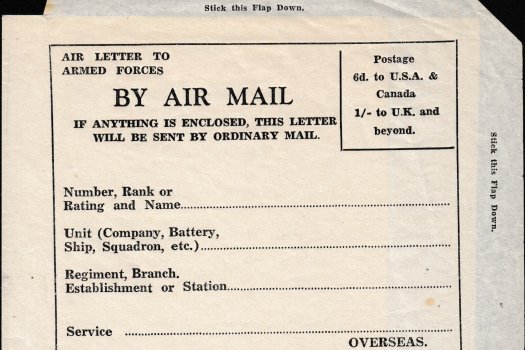 Stick this Flap Down.
AIR LETTER TO
ARMED FORCES
BY AIR MAIL
IF ANYTHING IS ENCLOSED, THIS LETTER
WILL BE SENT BY ORDINARY MAIL.
Postage
6d. to U.S.A. &
Canada
1/- to U.K. and
beyond.
Number, Rank or
Rating and Name
Unit (Company, Battery,
Ship, Squadron, etc.)
Regiment, Branch.
Establishment or Station
Service
OVERSEAS.
Stick this Flap Down.